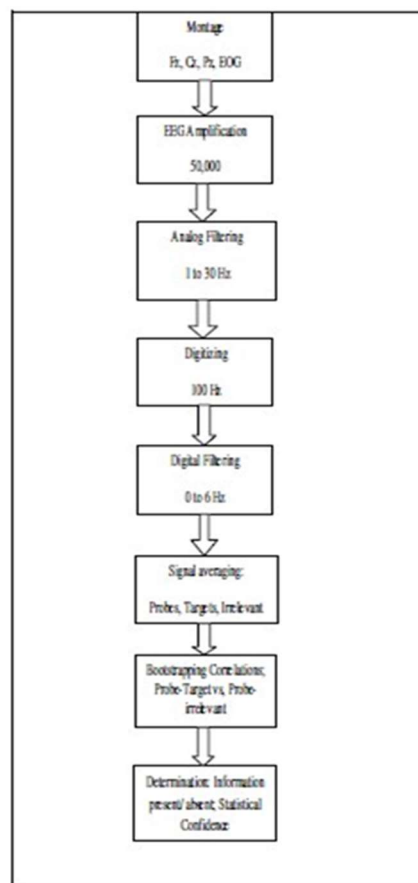 Montage
Fz, Cz, Pz, EOG
EEG Amplification
50,000
Analog Filtering
1 to 30 Hz
Digitizing
100 Hz
Digital Filtering
0 to 6 Hz
Signal averaging:
Probes, Targets, Irrelevant
Bootstrapping Correlations;
Probe-Target vs, Probe-
irrelevant
Determination: Information
present/ absent; Statistical
Confidence